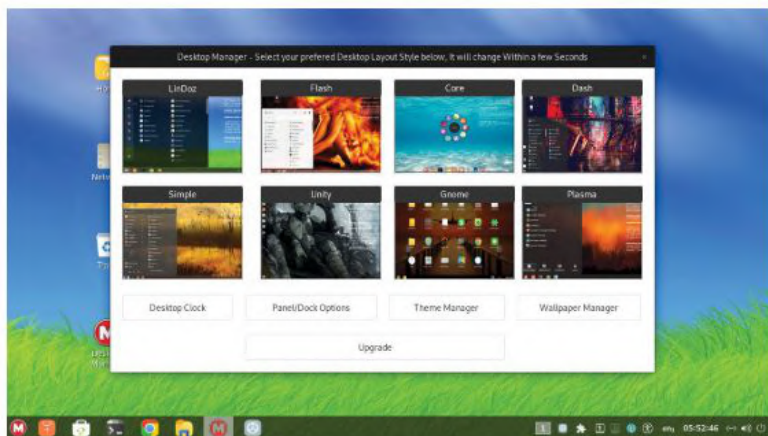 Desktop Manager - Select your prefered Desktop Layout Style below, It will change Within a few Seconds
LinDoz
Flash
Core
Dash
Simple
Unity
Gnome
Plasma
Desktop Clock
Panel/Dock Options
Theme Manager
Wallpaper Manager
Upgrade
1
05:52:46